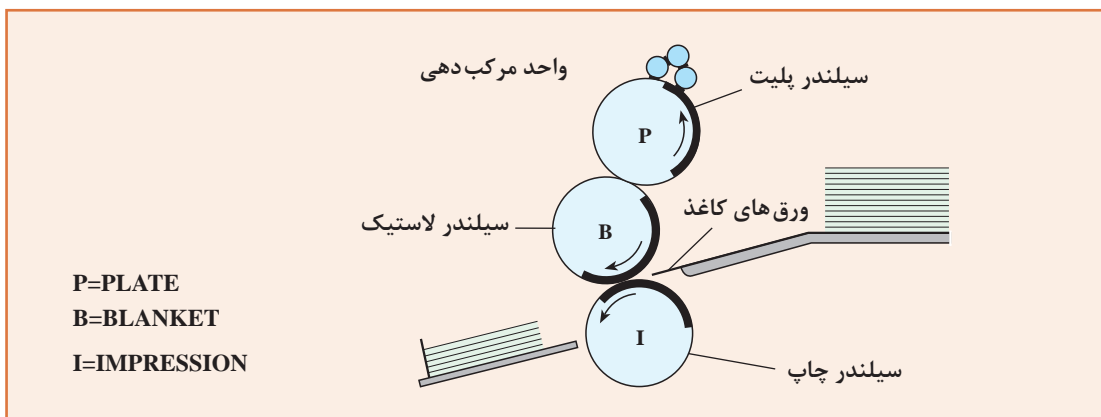 واحد مرکب‌دهی
سیلندر پلیت
P
ورق‌های کاغذ
سیلندر لاستیک
B
P=PLATE
B=BLANKET
I=IMPRESSION
I
سیلندر چاپ